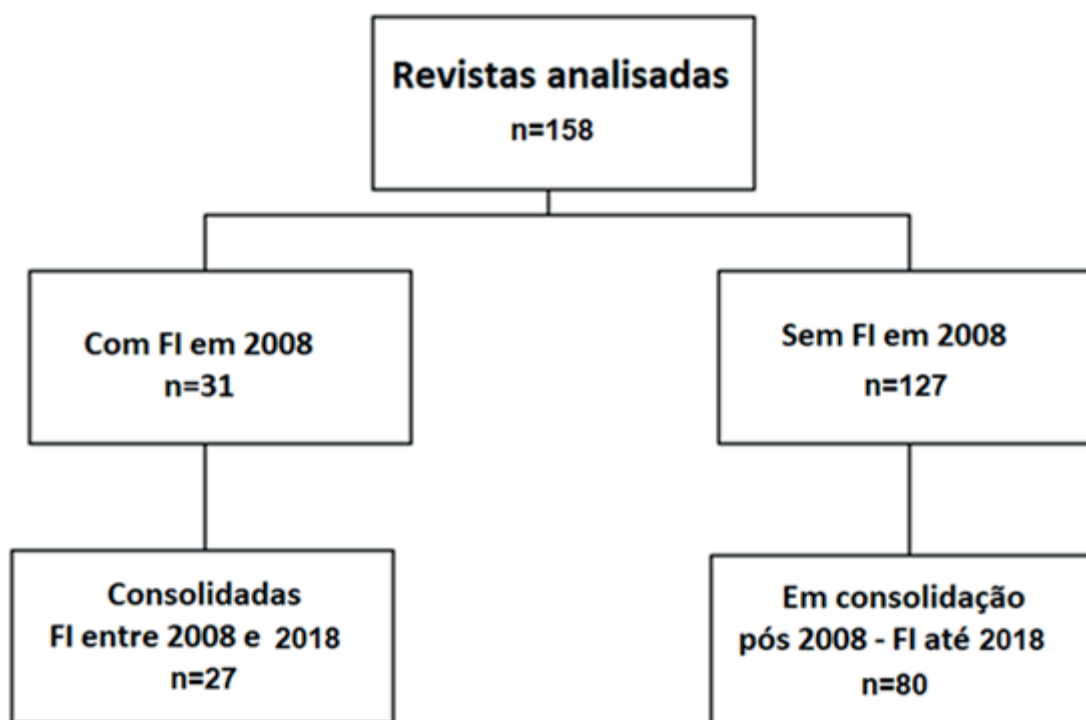 Revistas analisadas
n=158
Com FI em 2008
n=31
Sem FI em 2008
n=127
Consolidadas
FI entre 2008 e 2018
n=27
Em consolidação
pós 2008 - FI até 2018
n=80